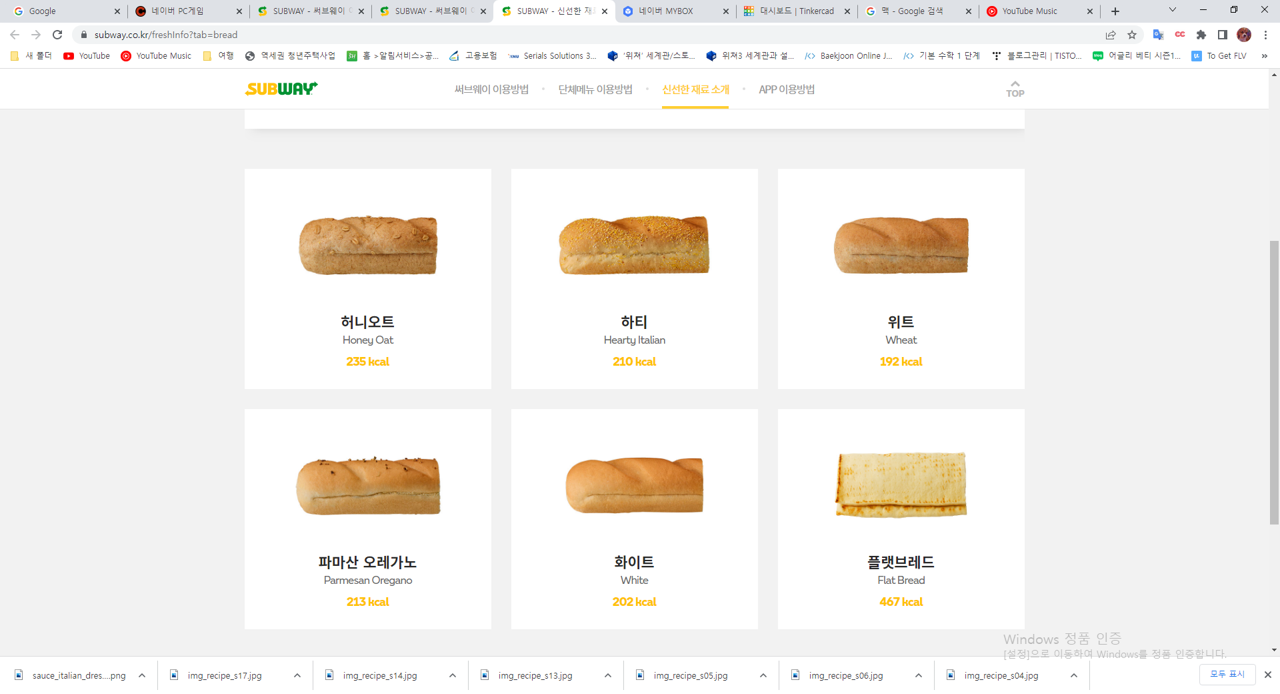 Google
네이버 PC게임
SUBWAY - 써브웨이
SUBWAY - 써브웨이
SUBWAY - 신선한 재료
네이버 MYBOX
대시보드 | Tinkercad
맥 - Google 검색
YouTube Music
subway.co.kr/freshInfo?tab=bread
새 폴더
YouTube
YouTube Music
여행
역세권 청년주택사업
홈 >알림서비스>공...
고용보험
Serials Solutions 3...
'위쳐' 세계관/스토...
위쳐3 세계관과 설...
Baekjoon Online J...
기본 수학 1 단계
블로그관리 | TISTO...
어글리 베티 시즌1...
To Get FLV
SUBWAY
써브웨이 이용방법
단체메뉴 이용방법
신선한 재료 소개
APP 이용방법
TOP
허니오트
Honey Oat
235 kcal
하티
Hearty Italian
210 kcal
위트
Wheat
192 kcal
파마산 오레가노
Parmesan Oregano
213 kcal
화이트
White
202 kcal
플랫브레드
Flat Bread
467 kcal
Windows 정품 인증
[설정]으로 이동하여 Windows를 정품 인증합니다.
sauce_italian_dres....png
img_recipe_s17.jpg
img_recipe_s14.jpg
img_recipe_s13.jpg
img_recipe_s05.jpg
img_recipe_s06.jpg
img_recipe_s04.jpg
모두 표시